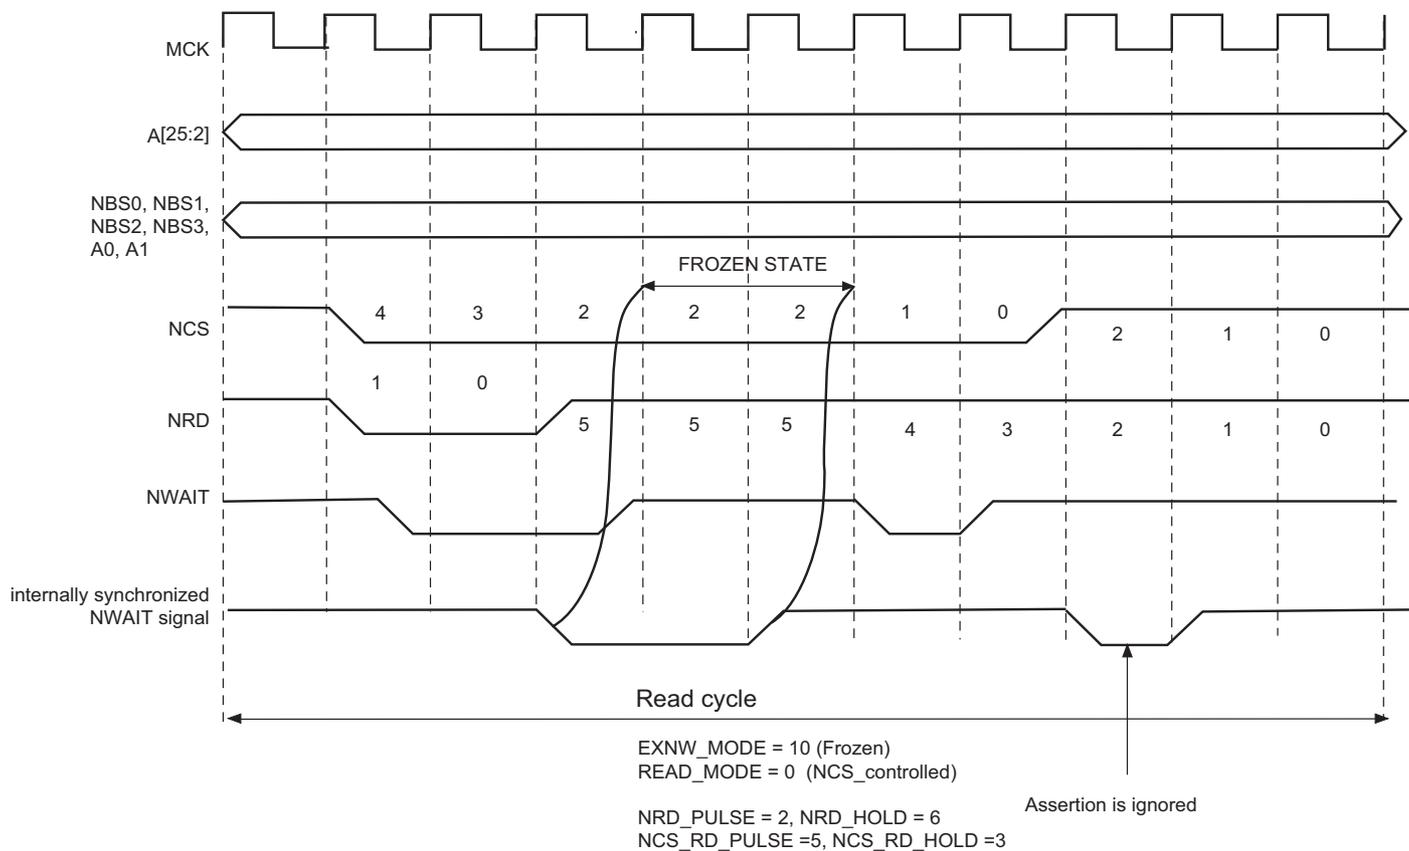 MCK
A[25:2]
NBS0, NBS1,
NBS2, NBS3,
A0, A1
FROZEN STATE
NCS
4 3 2 2 2 1 0
2 1 0
1 0
NRD
5 5 5 4 3 2 1 0
NWAIT
internally synchronized
NWAIT signal
Read cycle
EXNW_MODE = 10 (Frozen)
READ_MODE = 0 (NCS_controlled)
NRD_PULSE = 2, NRD_HOLD = 6
NCS_RD_PULSE =5, NCS_RD_HOLD =3
Assertion is ignored